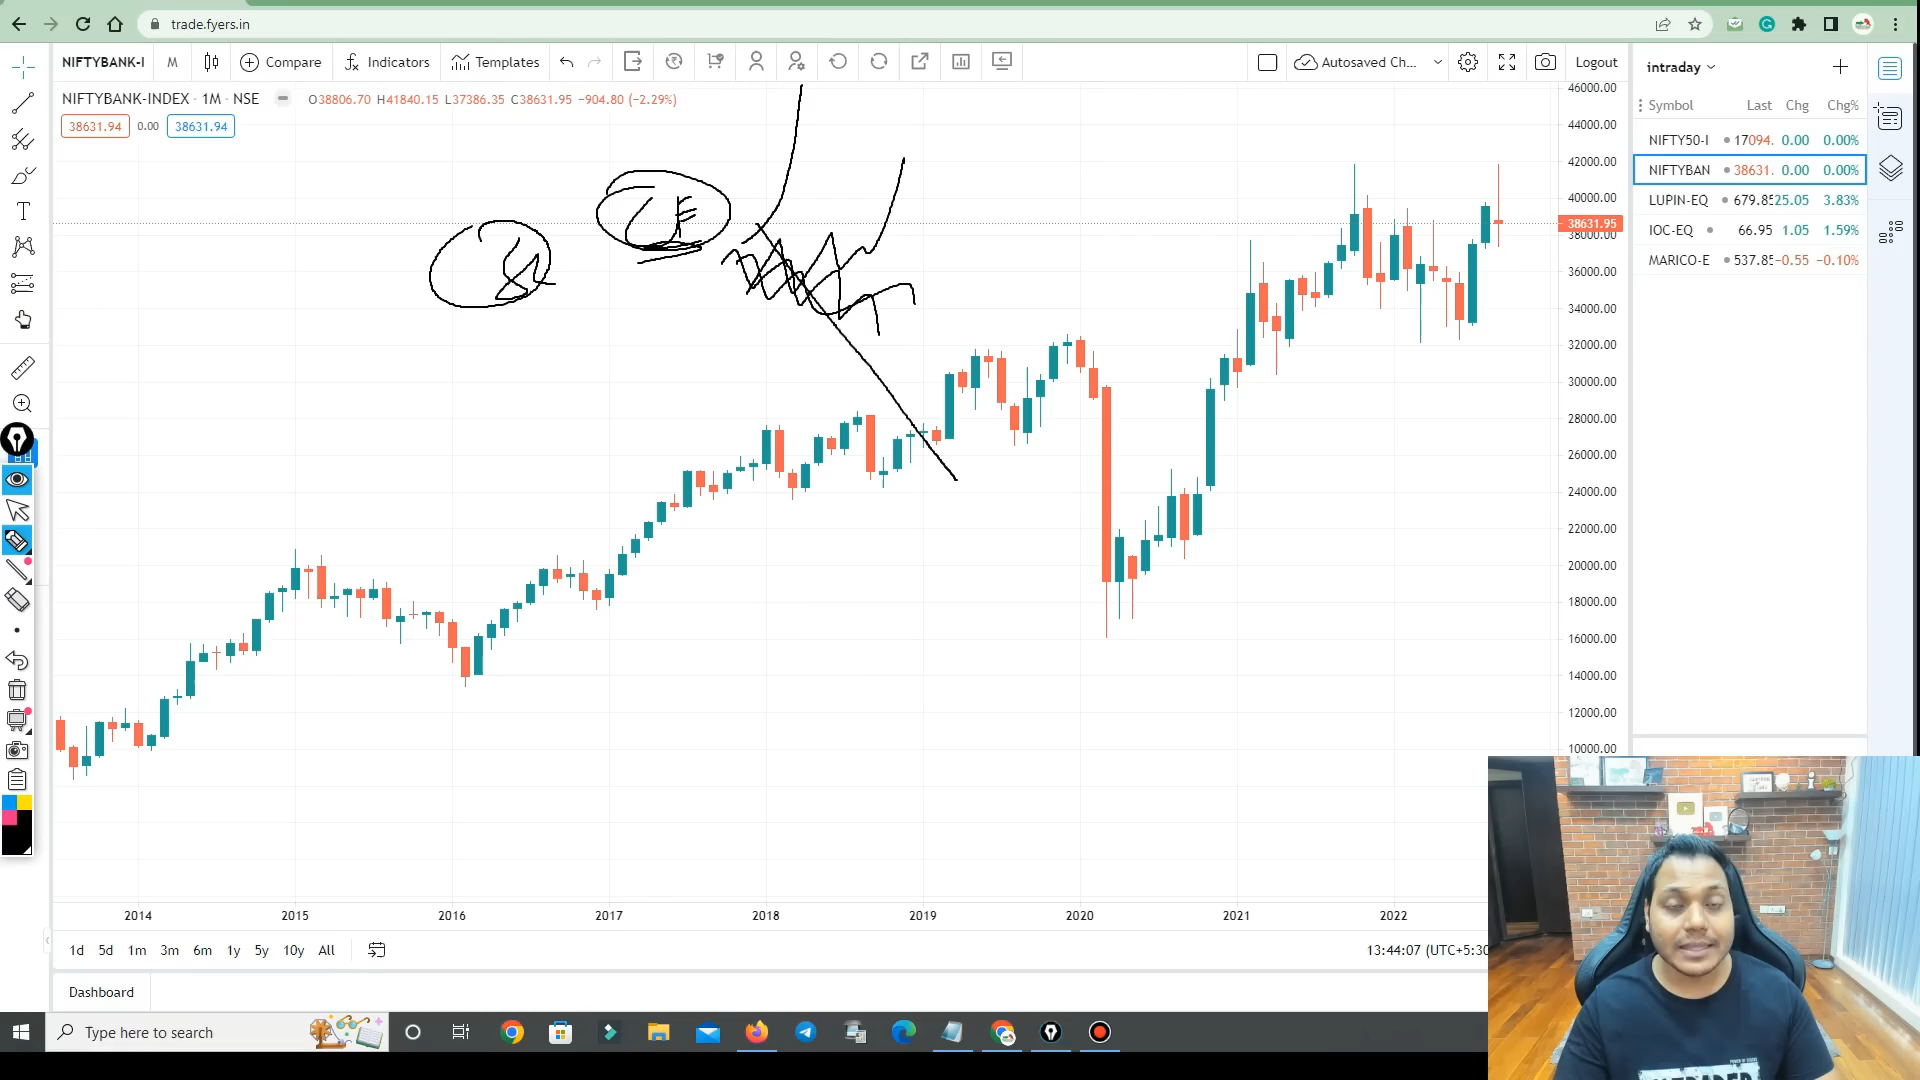 trade.fyers.in
NIFTYBANK-I M Compare Indicators Templates Autosaved Ch... Logout
NIFTYBANK-INDEX · 1M · NSE O38806.70 H41840.15 L37386.35 C38631.95 −904.80 (−2.29%)
38631.94 0.00 38631.94
46000.00
44000.00
42000.00
40000.00
38631.95
38000.00
36000.00
34000.00
32000.00
30000.00
28000.00
26000.00
24000.00
22000.00
20000.00
18000.00
16000.00
14000.00
12000.00
10000.00
intraday
Symbol Last Chg Chg%
NIFTY50-I 17094. 0.00 0.00%
NIFTYBAN 38631. 0.00 0.00%
LUPIN-EQ 679.85 25.05 3.83%
IOC-EQ 66.95 1.05 1.59%
MARICO-E 537.85 −0.55 −0.10%
2014 2015 2016 2017 2018 2019 2020 2021 2022
1d 5d 1m 3m 6m 1y 5y 10y All 13:44:07 (UTC+5:30
Dashboard
Type here to search